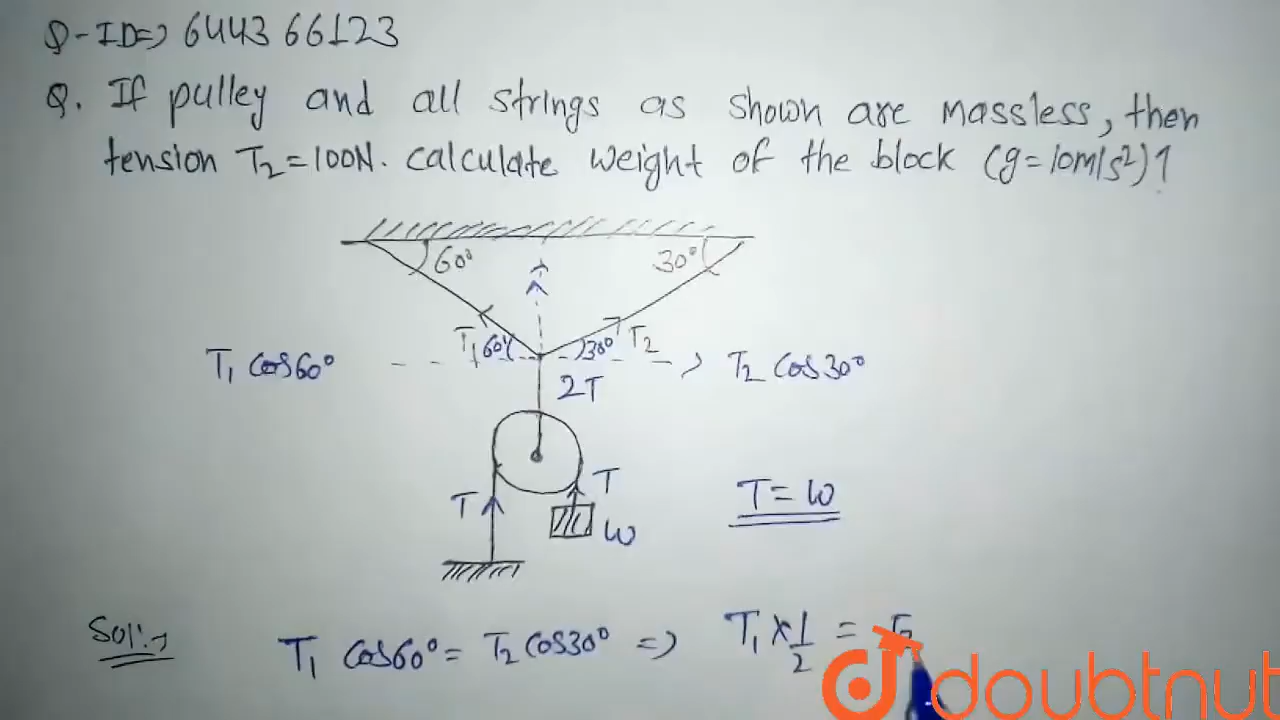 Q-ID=> 644366123
Q. If pulley and all strings as shown are massless, then
tension T₂=100N. calculate weight of the block (g=10m/s²)?
60°
30°
T₁
60°
30°
T₂
T₁ cos60°
T₂ cos30°
2T
T
T
W
T=W
Sol:→
T₁ cos60°= T₂ cos30° => T₁ × 1/2 =
doubtnut